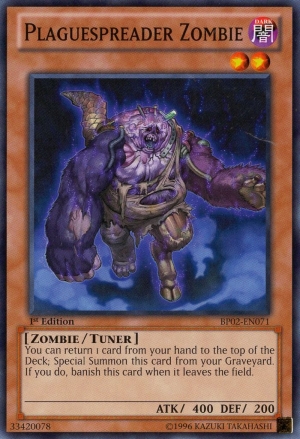 PLAGUESPREADER ZOMBIE
DARK
闇
1st Edition
BP02-EN071
[ZOMBIE / TUNER]
You can return 1 card from your hand to the top of the
Deck; Special Summon this card from your Graveyard.
If you do, banish this card when it leaves the field.
ATK/ 400 DEF/ 200
33420078
©1996 KAZUKI TAKAHASHI